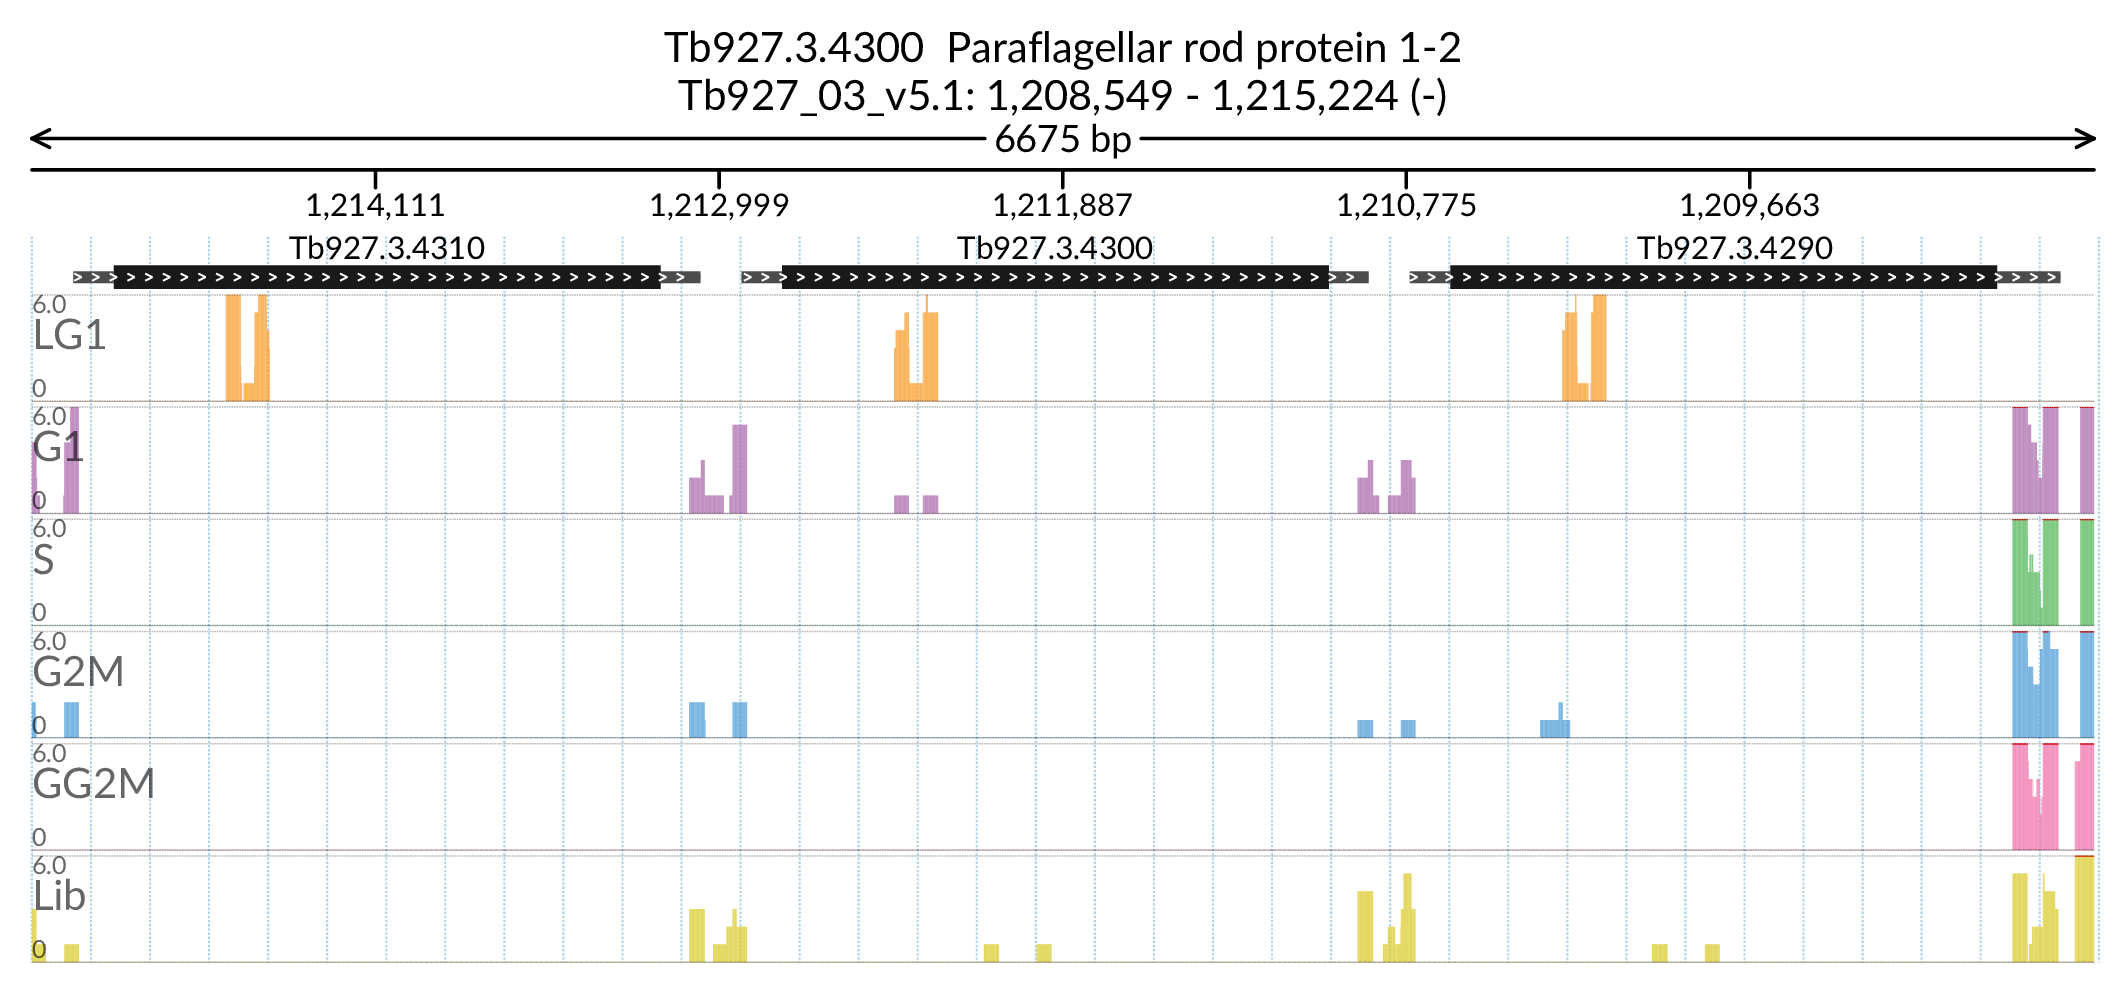 Tb927.3.4300 Paraflagellar rod protein 1-2
Tb927_03_v5.1: 1,208,549 - 1,215,224 (-)
6675 bp
1,214,111 1,212,999 1,211,887 1,210,775 1,209,663
Tb927.3.4310 Tb927.3.4300 Tb927.3.4290
6.0
LG1
0
6.0
G1
0
6.0
S
0
6.0
G2M
0
6.0
GG2M
0
6.0
Lib
0